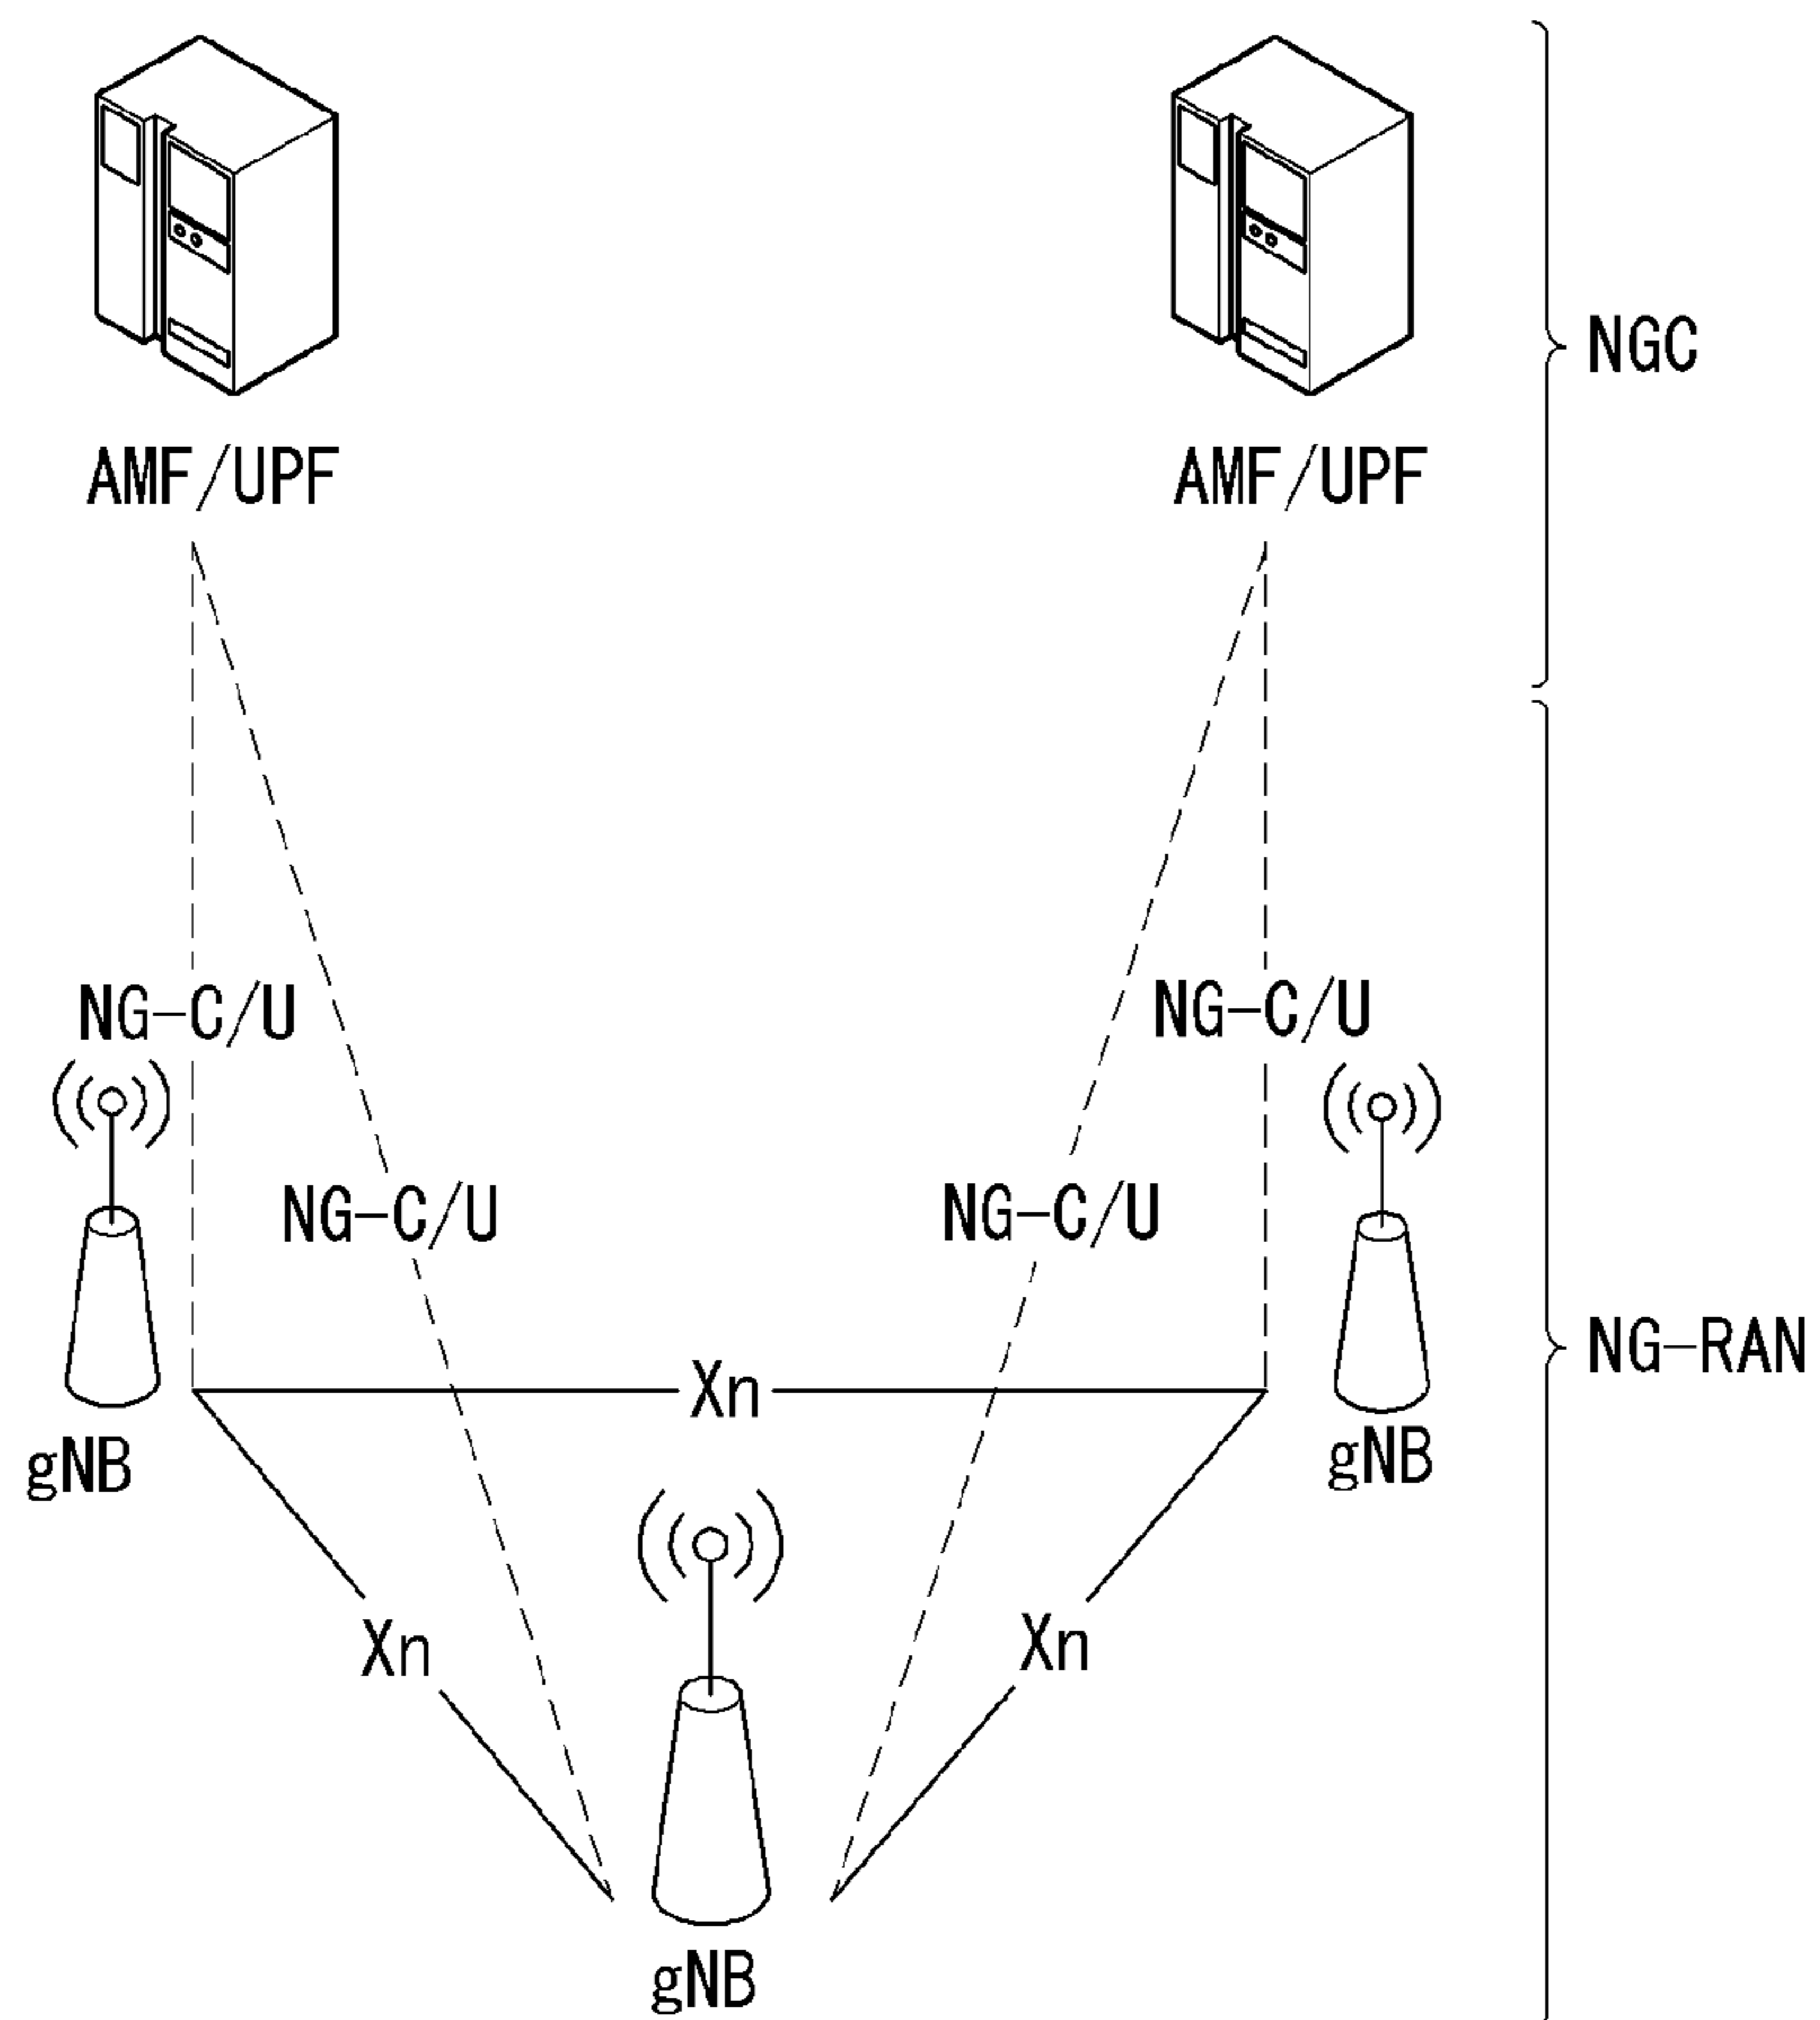 NGC
AMF/UPF
AMF/UPF
NG-C/U
NG-C/U
NG-C/U
NG-C/U
NG-RAN
Xn
gNB
gNB
Xn
Xn
gNB